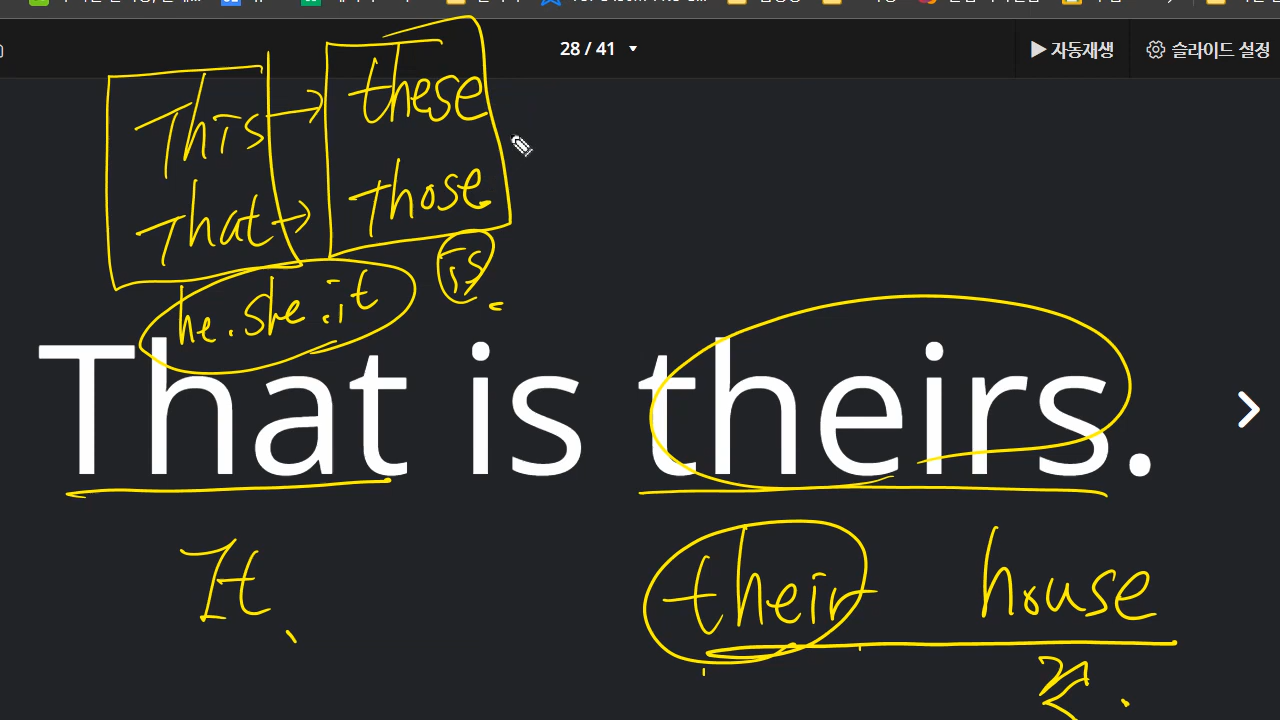 28 / 41
자동재생
슬라이드 설정
This → these
That → Those
he. she. it
is
That is theirs.
It
their house